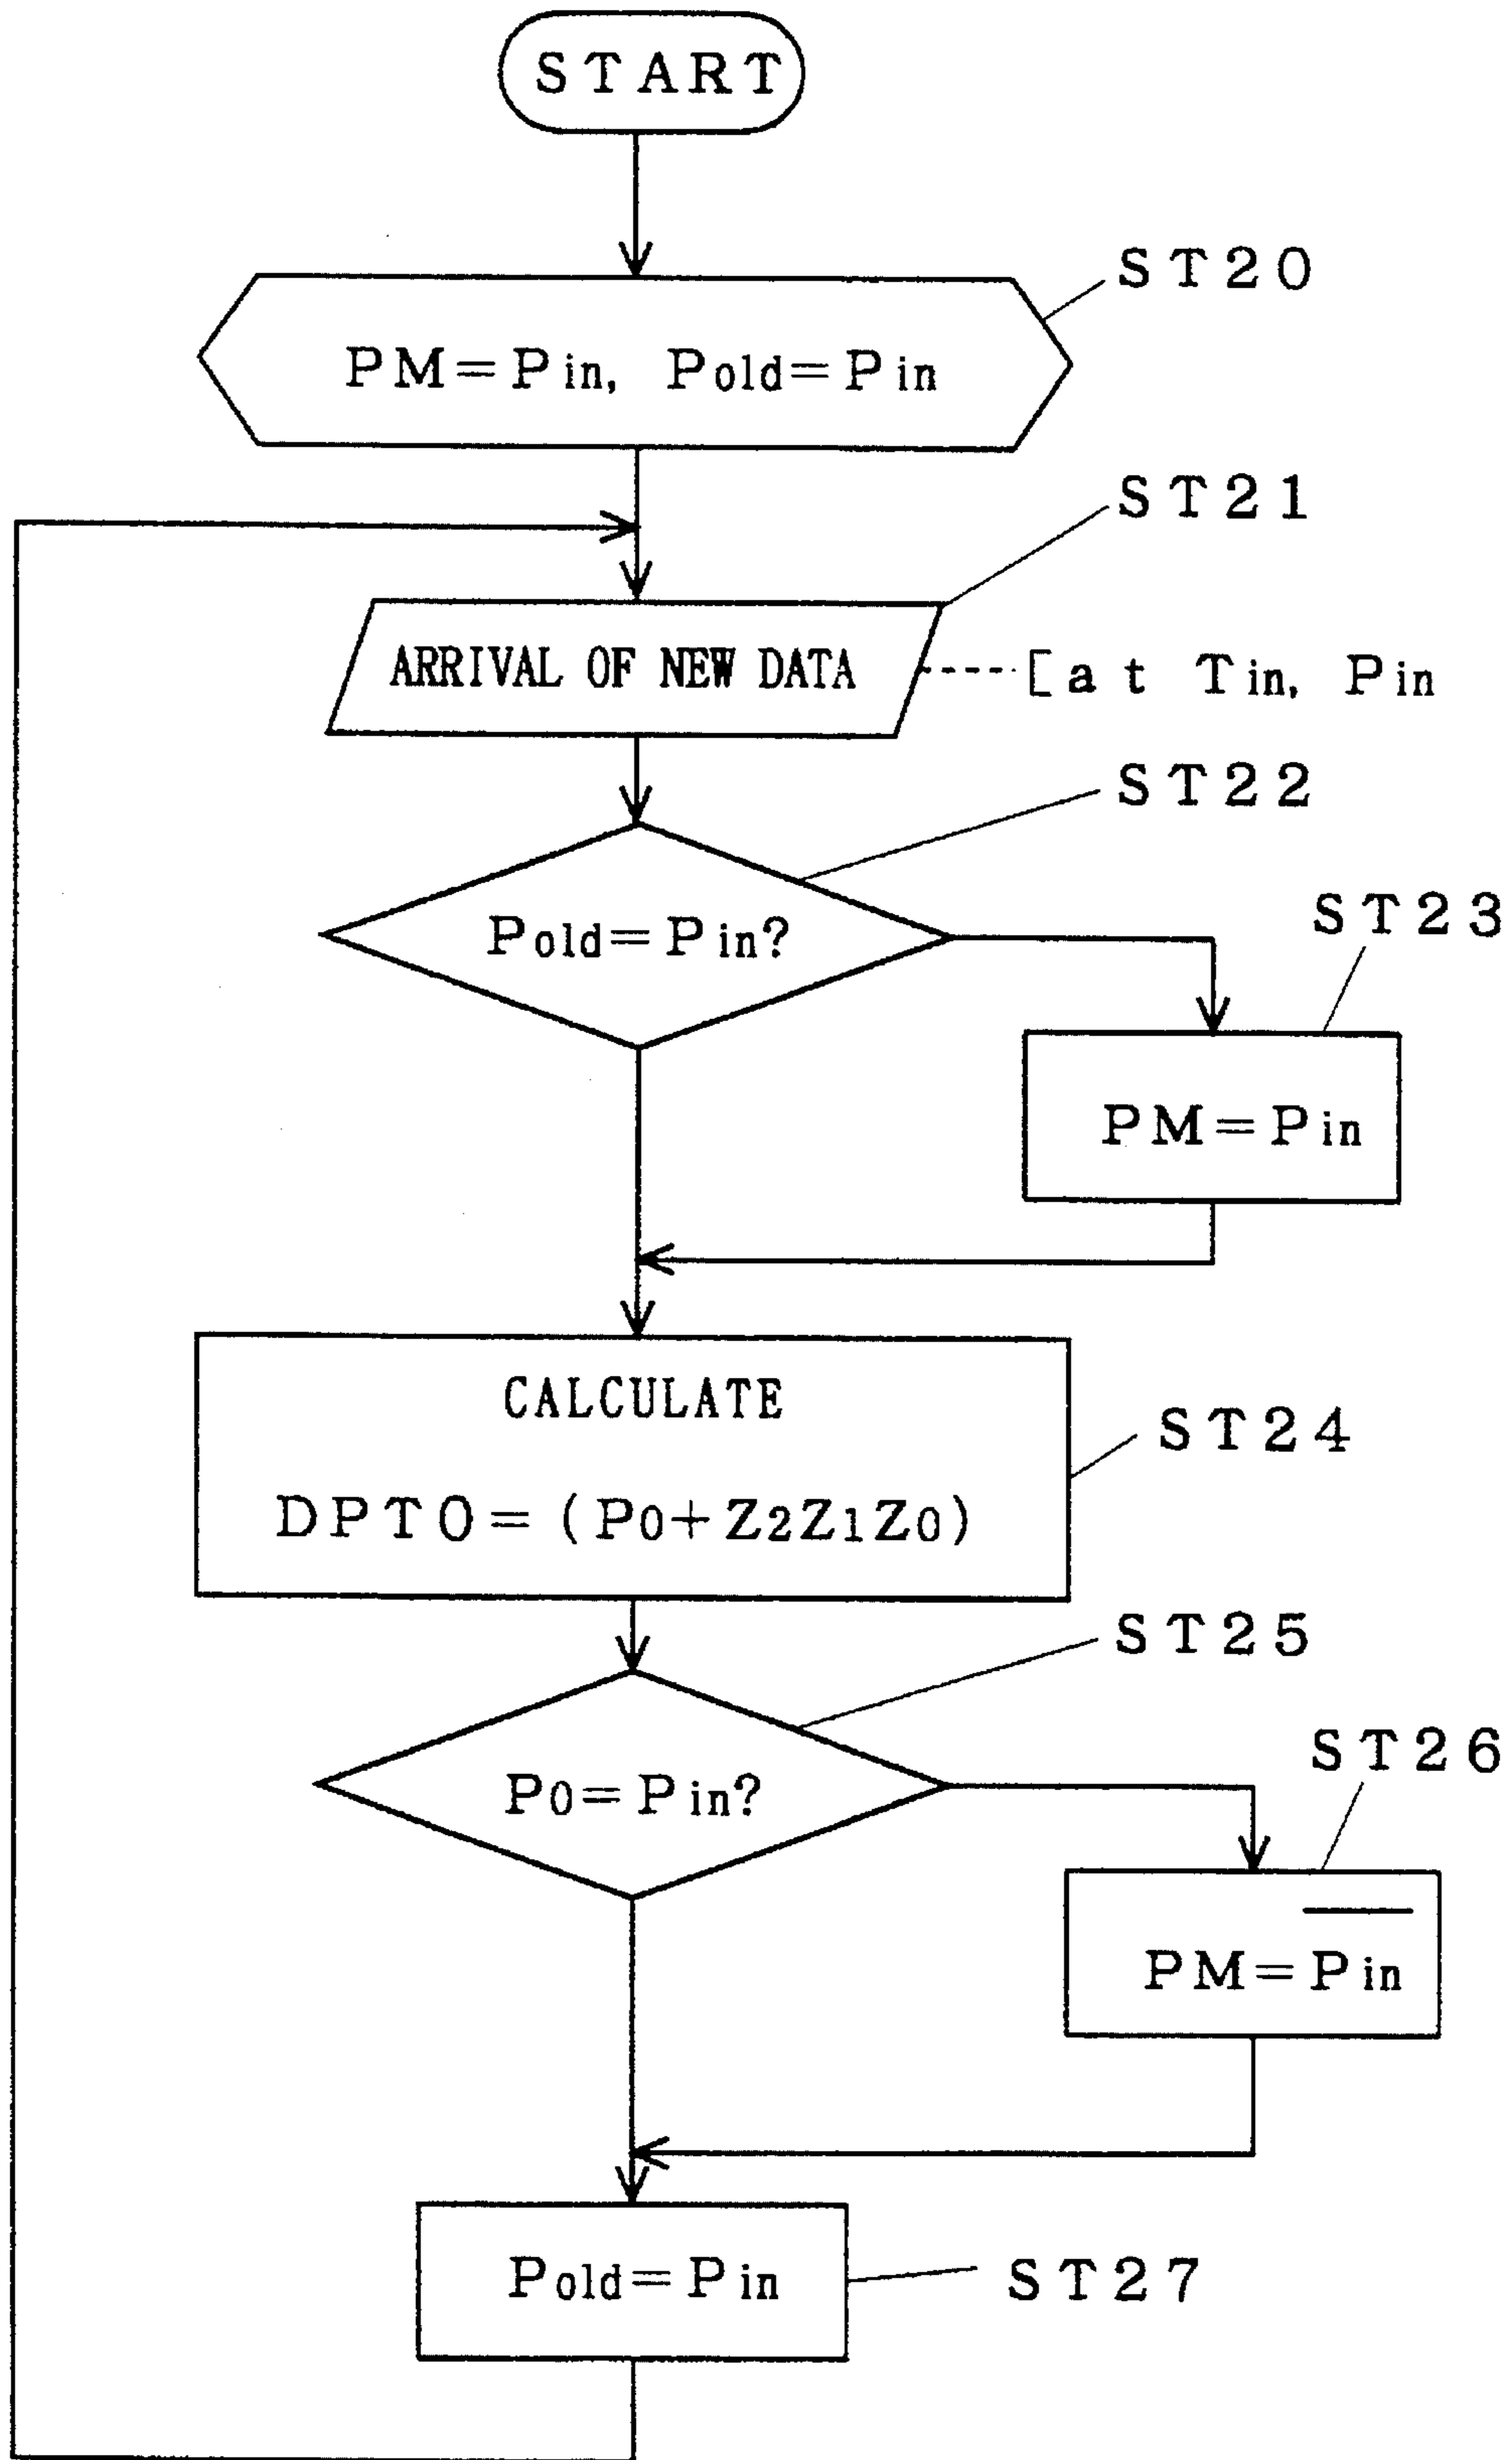 START
ST20
PM=Pin, Pold=Pin
ST21
ARRIVAL OF NEW DATA
[at Tin, Pin
ST22
Pold=Pin?
ST23
PM=Pin
CALCULATE
DPT0=(P0+Z2Z1Z0)
ST24
ST25
P0=Pin?
ST26
PM=P̅i̅n̅
Pold=Pin
ST27